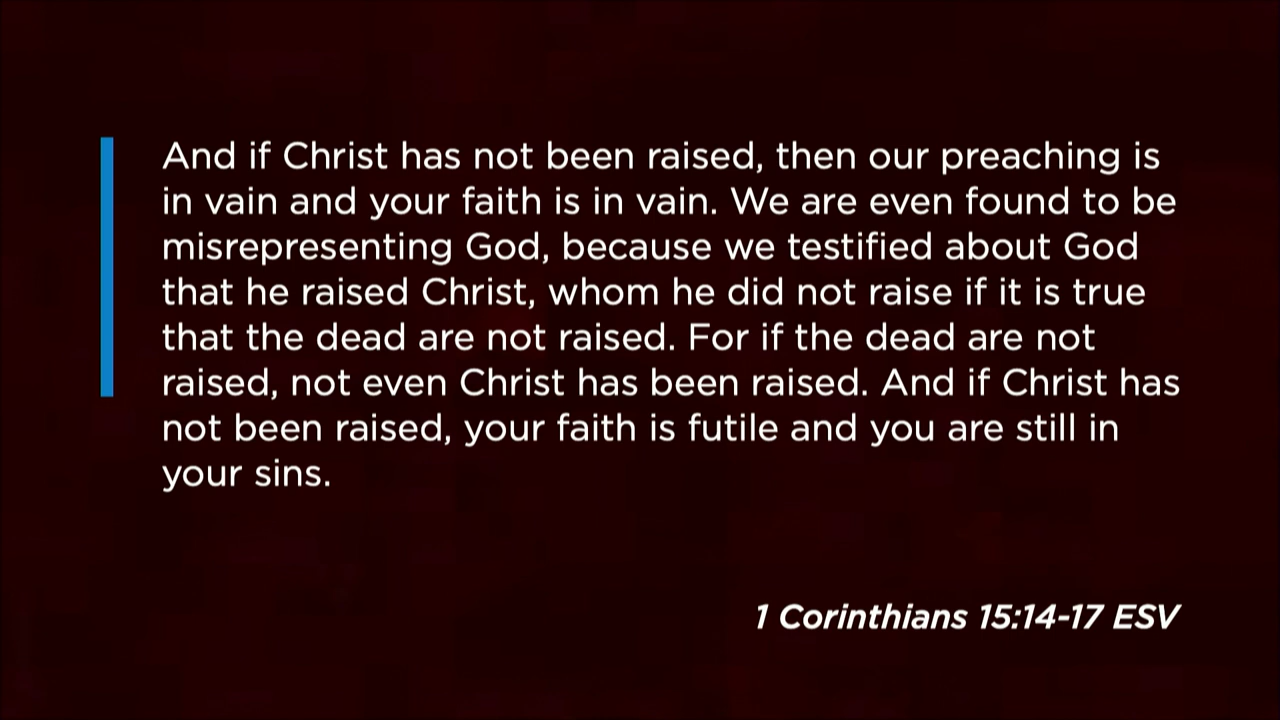 And if Christ has not been raised, then our preaching is
in vain and your faith is in vain. We are even found to be
misrepresenting God, because we testified about God
that he raised Christ, whom he did not raise if it is true
that the dead are not raised. For if the dead are not
raised, not even Christ has been raised. And if Christ has
not been raised, your faith is futile and you are still in
your sins.
1 Corinthians 15:14-17 ESV